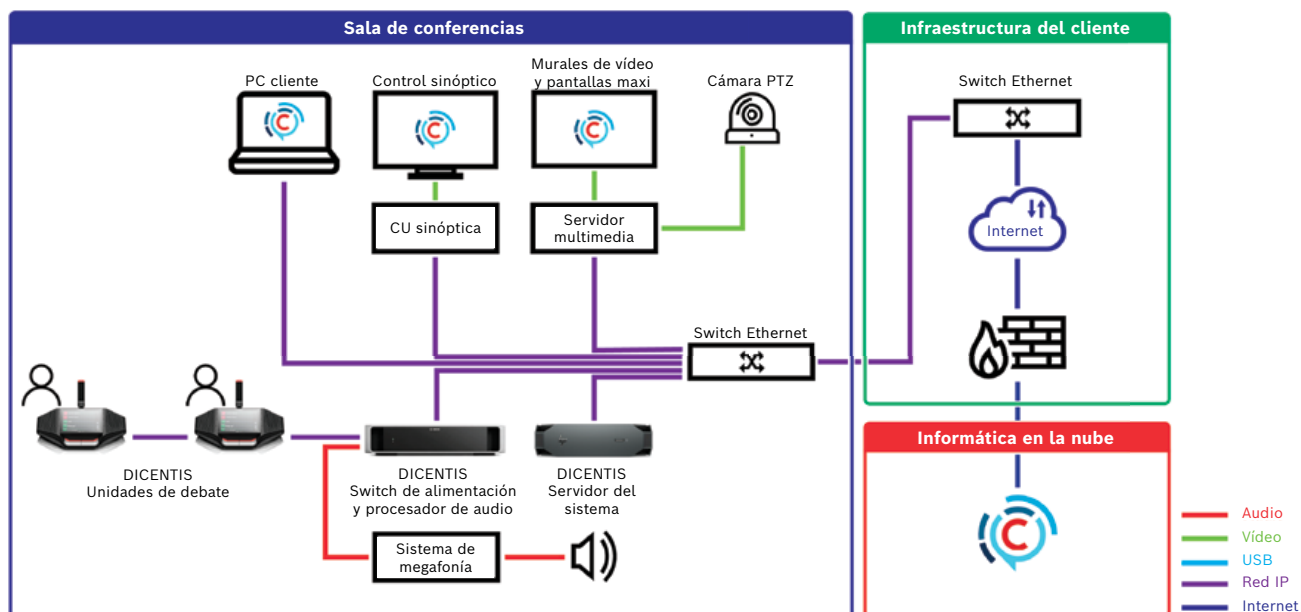 Sala de conferencias
Infraestructura del cliente
PC cliente
Control sinóptico
Murales de vídeo
y pantallas maxi
Cámara PTZ
Switch Ethernet
CU sinóptica
Servidor
multimedia
Internet
Switch Ethernet
DICENTIS
Unidades de debate
DICENTIS
Switch de alimentación
y procesador de audio
DICENTIS
Servidor del
sistema
Sistema de
megafonía
Informática en la nube
C
Audio
Vídeo
USB
Red IP
Internet